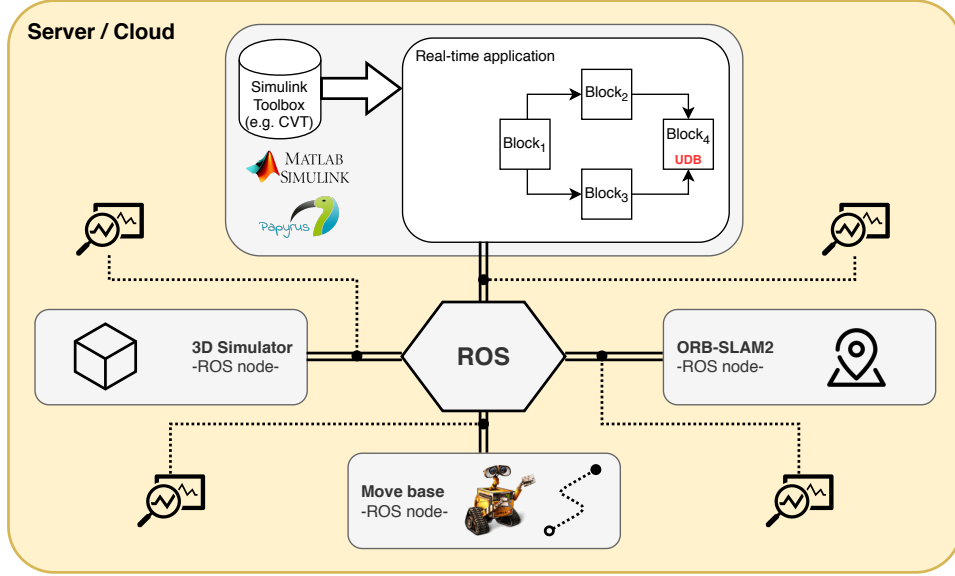 Server / Cloud
Simulink
Toolbox
(e.g. CVT)
MATLAB
SIMULINK
Papyrus
Real-time application
Block1
Block2
Block3
Block4
UDB
3D Simulator
-ROS node-
ROS
ORB-SLAM2
-ROS node-
Move base
-ROS node-